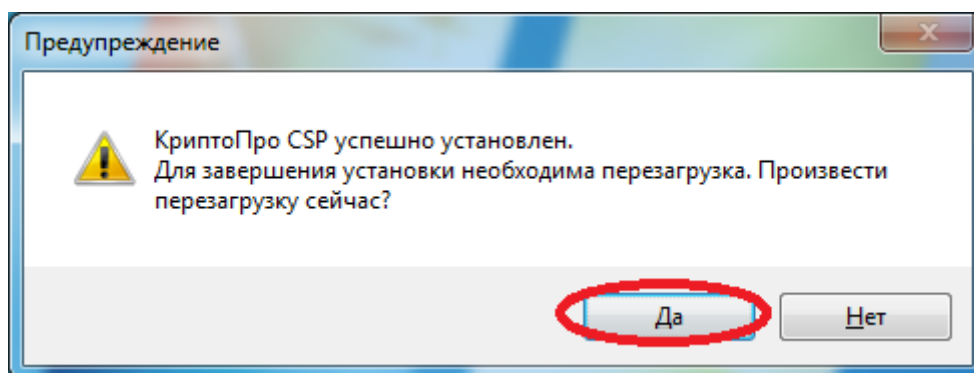 Предупреждение
КриптоПро CSP успешно установлен.
Для завершения установки необходима перезагрузка. Произвести
перезагрузку сейчас?
Да
Нет